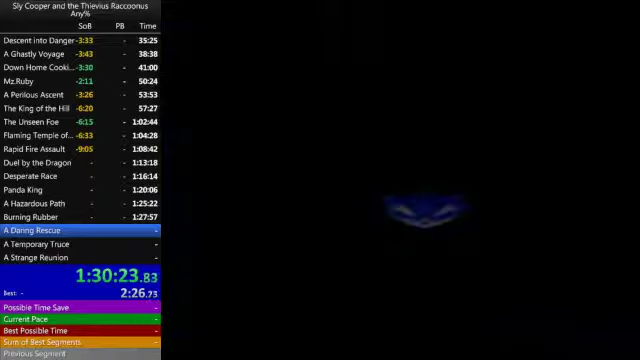 Sly Cooper and the Thievius Raccoonus
Any%
SoB PB Time
Descent into Danger -3:33 - 35:25
A Ghastly Voyage -3:43 - 38:38
Down Home Cooki... -3:30 - 41:00
Mz.Ruby -2:11 - 50:24
A Perilous Ascent -3:26 - 53:53
The King of the Hill -6:20 - 57:27
The Unseen Foe -6:15 - 1:02:44
Flaming Temple of... -6:33 - 1:04:28
Rapid Fire Assault -9:05 - 1:08:42
Duel by the Dragon - - 1:13:18
Desperate Race - - 1:16:14
Panda King - - 1:20:06
A Hazardous Path - - 1:25:22
Burning Rubber - - 1:27:57
A Daring Rescue -
A Temporary Truce -
A Strange Reunion -
1:30:23.83
Best: - 2:26.73
Possible Time Save -
Current Pace -
Best Possible Time -
Sum of Best Segments -
Previous Segment -